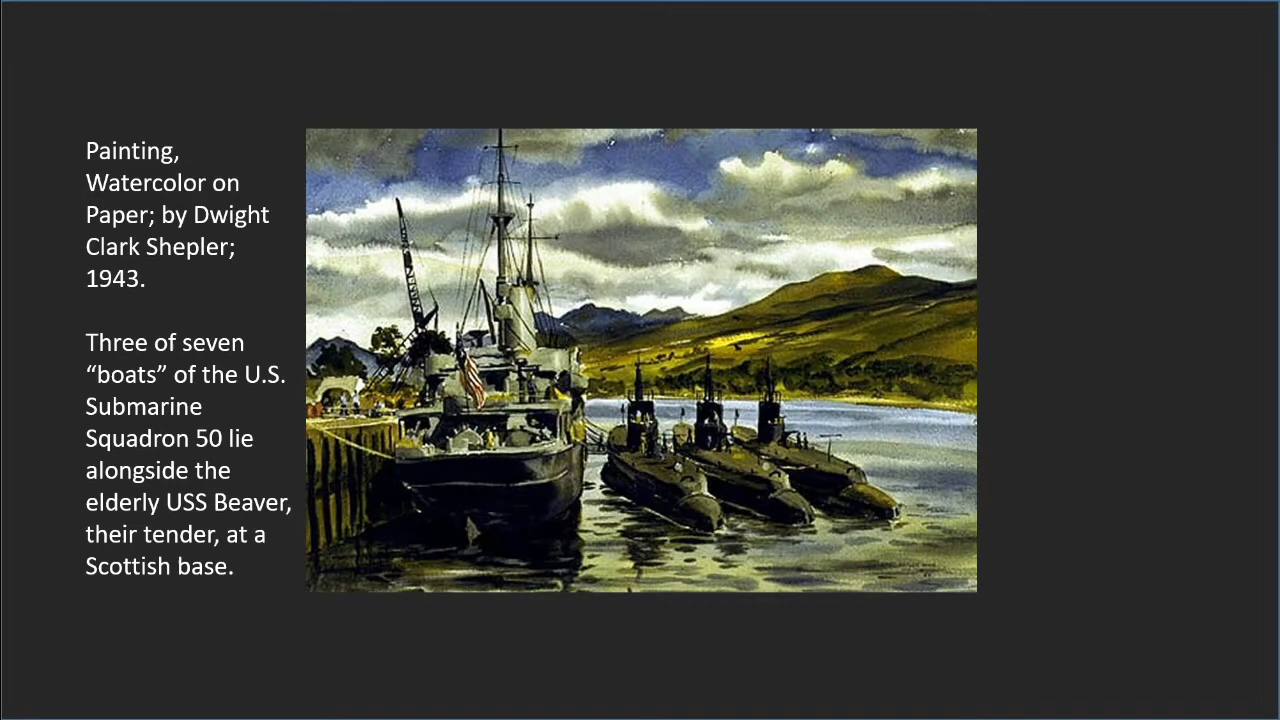 Painting,
Watercolor on
Paper; by Dwight
Clark Shepler;
1943.
Three of seven
“boats” of the U.S.
Submarine
Squadron 50 lie
alongside the
elderly USS Beaver,
their tender, at a
Scottish base.